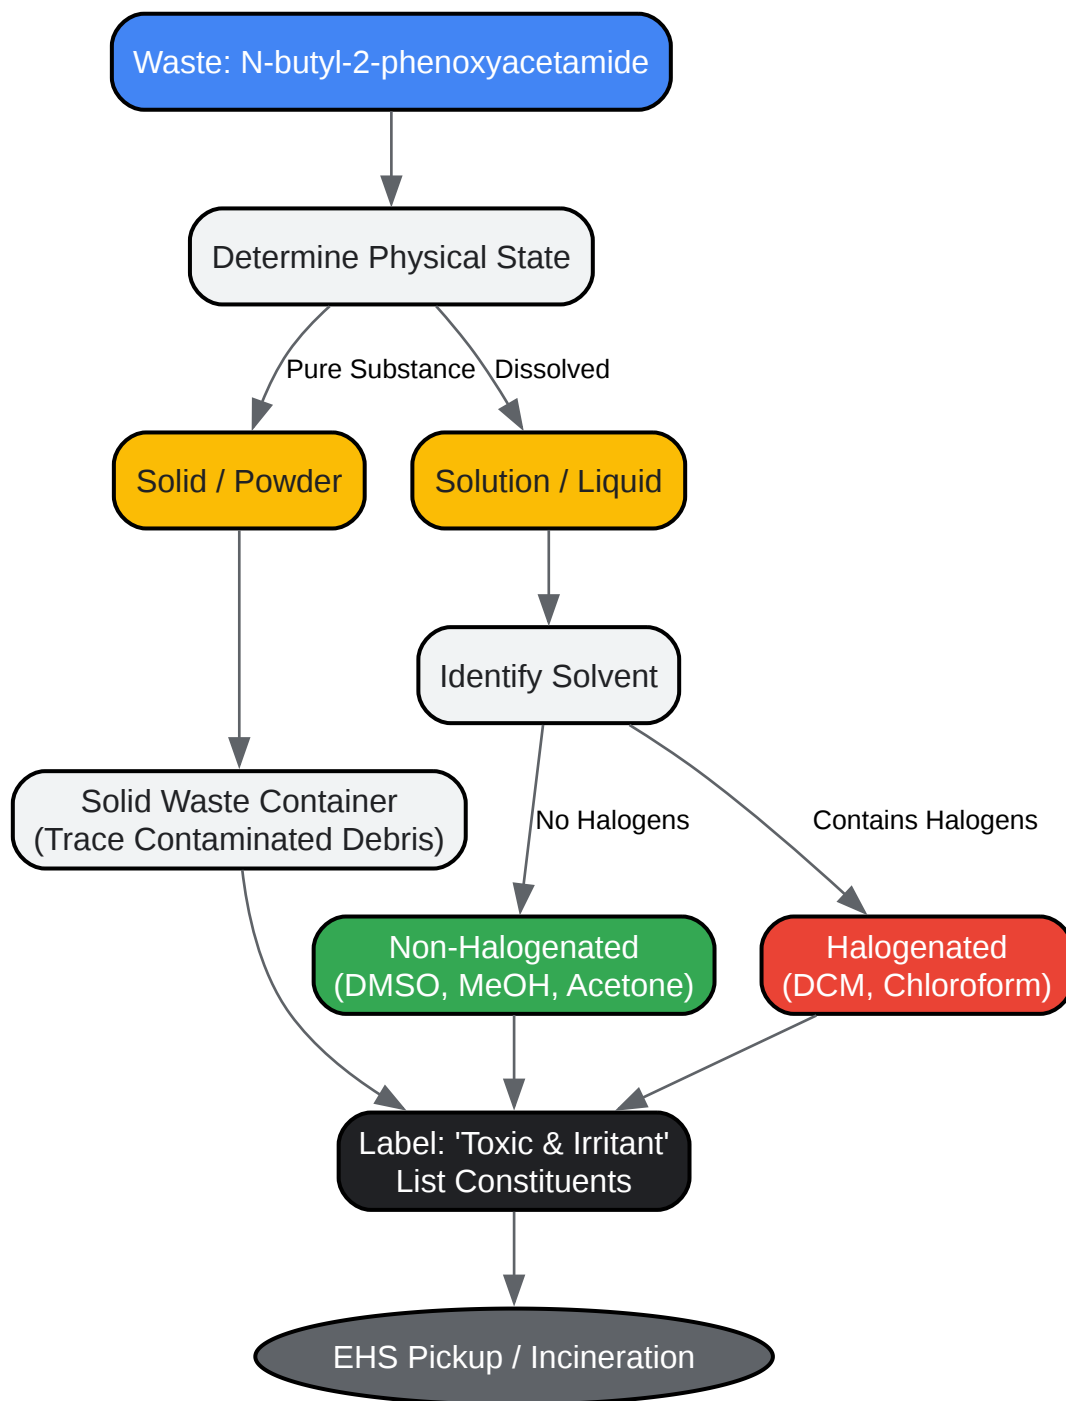 Waste: N-butyl-2-phenoxyacetamide
Determine Physical State
Pure Substance
Dissolved
Solid / Powder
Solution / Liquid
Identify Solvent
Solid Waste Container
(Trace Contaminated Debris)
No Halogens
Contains Halogens
Non-Halogenated
(DMSO, MeOH, Acetone)
Halogenated
(DCM, Chloroform)
Label: 'Toxic & Irritant'
List Constituents
EHS Pickup / Incineration